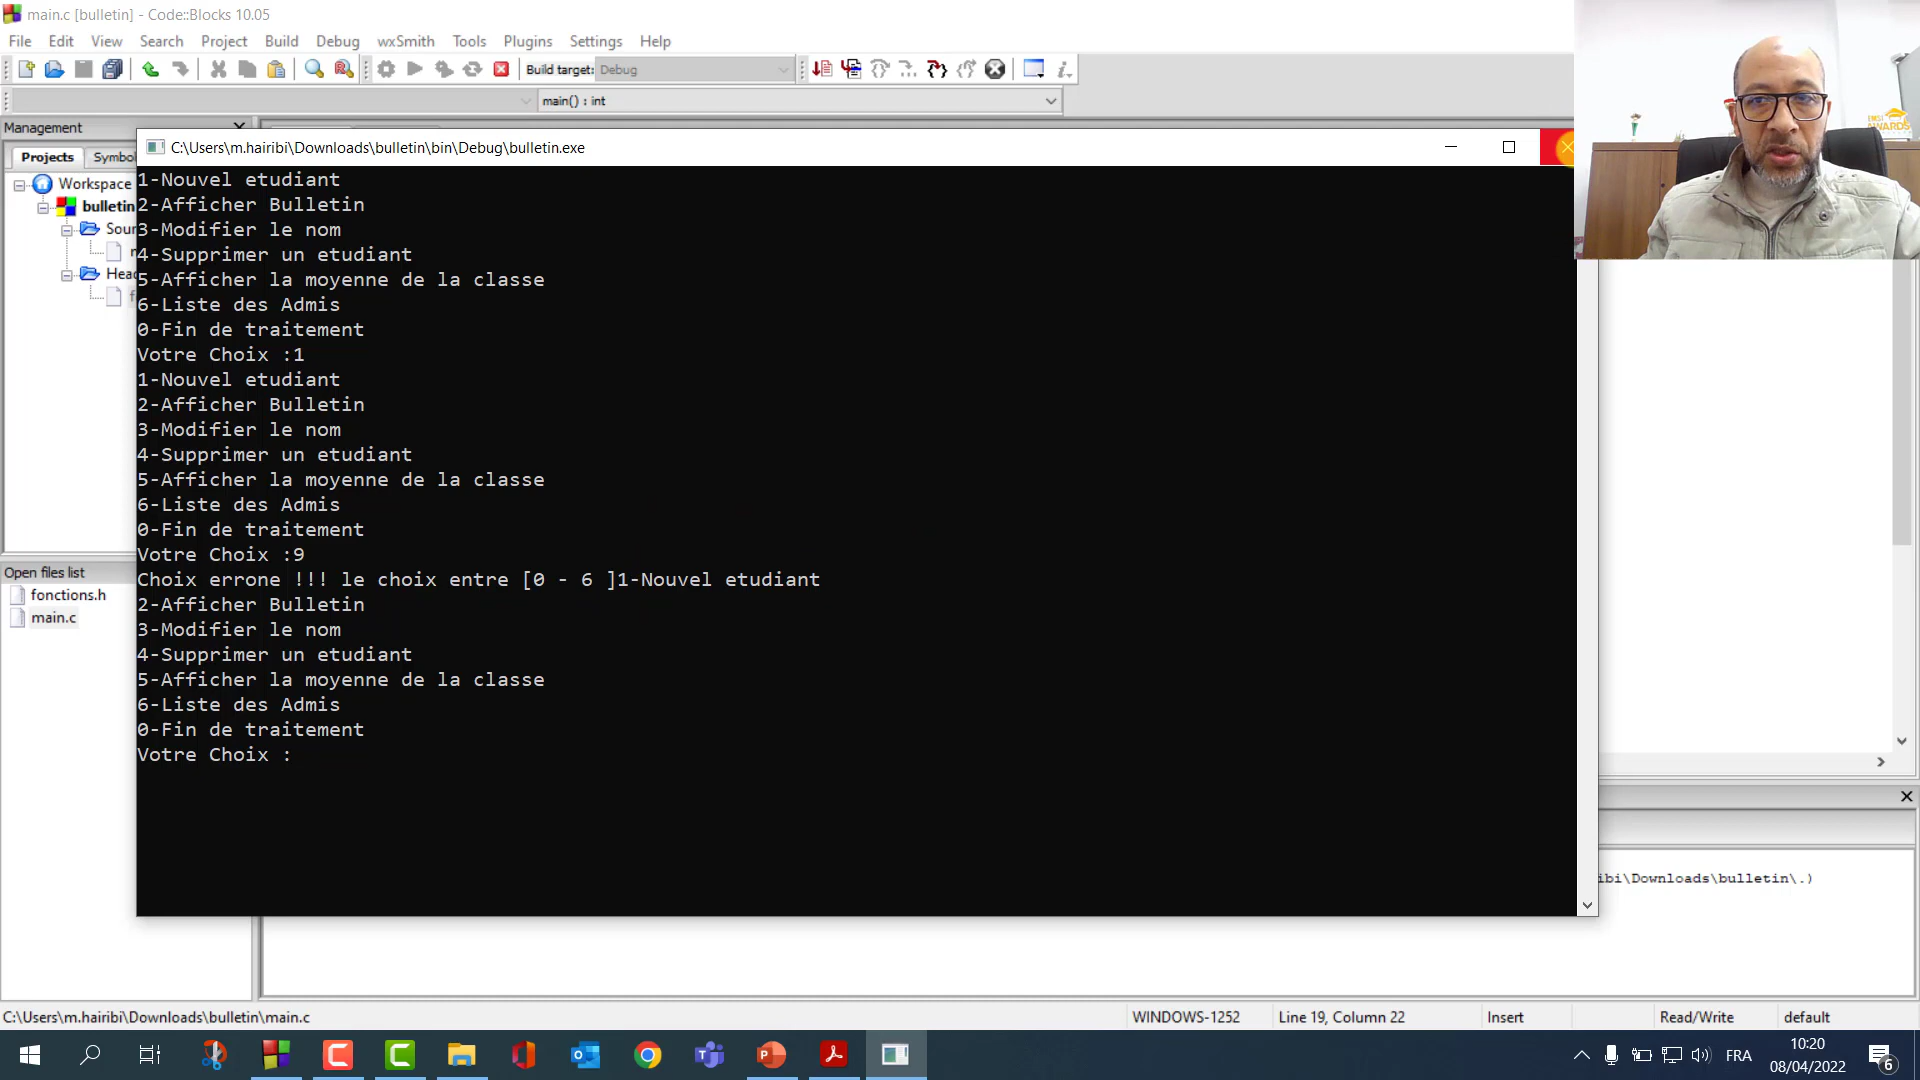 main.c [bulletin] - Code::Blocks 10.05
File Edit View Search Project Build Debug wxSmith Tools Plugins Settings Help
Build target: Debug
main() : int
Management
C:\Users\m.hairibi\Downloads\bulletin\bin\Debug\bulletin.exe
Projects Symbo
Workspace
bulletin
Sour
Head
1-Nouvel etudiant
2-Afficher Bulletin
3-Modifier le nom
4-Supprimer un etudiant
5-Afficher la moyenne de la classe
6-Liste des Admis
0-Fin de traitement
Votre Choix :1
1-Nouvel etudiant
2-Afficher Bulletin
3-Modifier le nom
4-Supprimer un etudiant
5-Afficher la moyenne de la classe
6-Liste des Admis
0-Fin de traitement
Votre Choix :9
Choix errone !!! le choix entre [0 - 6 ]1-Nouvel etudiant
2-Afficher Bulletin
3-Modifier le nom
4-Supprimer un etudiant
5-Afficher la moyenne de la classe
6-Liste des Admis
0-Fin de traitement
Votre Choix :
Open files list
fonctions.h
main.c
ibi\Downloads\bulletin\.)
AWARDS
C:\Users\m.hairibi\Downloads\bulletin\main.c WINDOWS-1252 Line 19, Column 22 Insert Read/Write default
FRA
10:20
08/04/2022
6